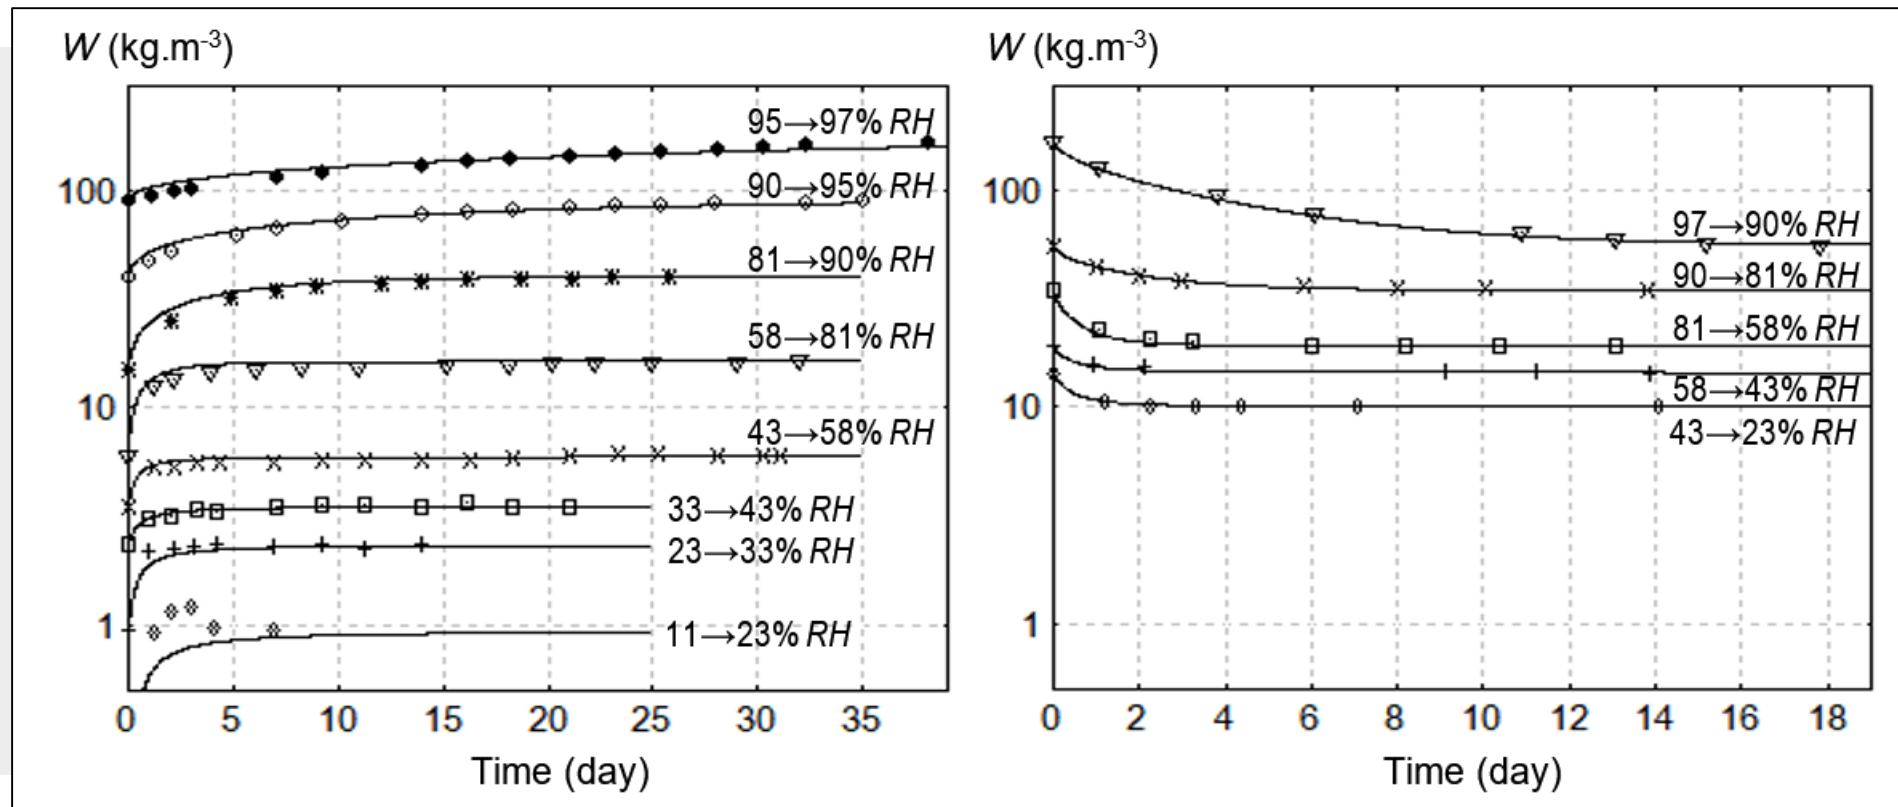 W (kg.m-3)
100
10
1
95→97% RH
90→95% RH
81→90% RH
58→81% RH
43→58% RH
33→43% RH
23→33% RH
11→23% RH
0 5 10 15 20 25 30 35
Time (day)
W (kg.m-3)
100
10
1
97→90% RH
90→81% RH
81→58% RH
58→43% RH
43→23% RH
0 2 4 6 8 10 12 14 16 18
Time (day)